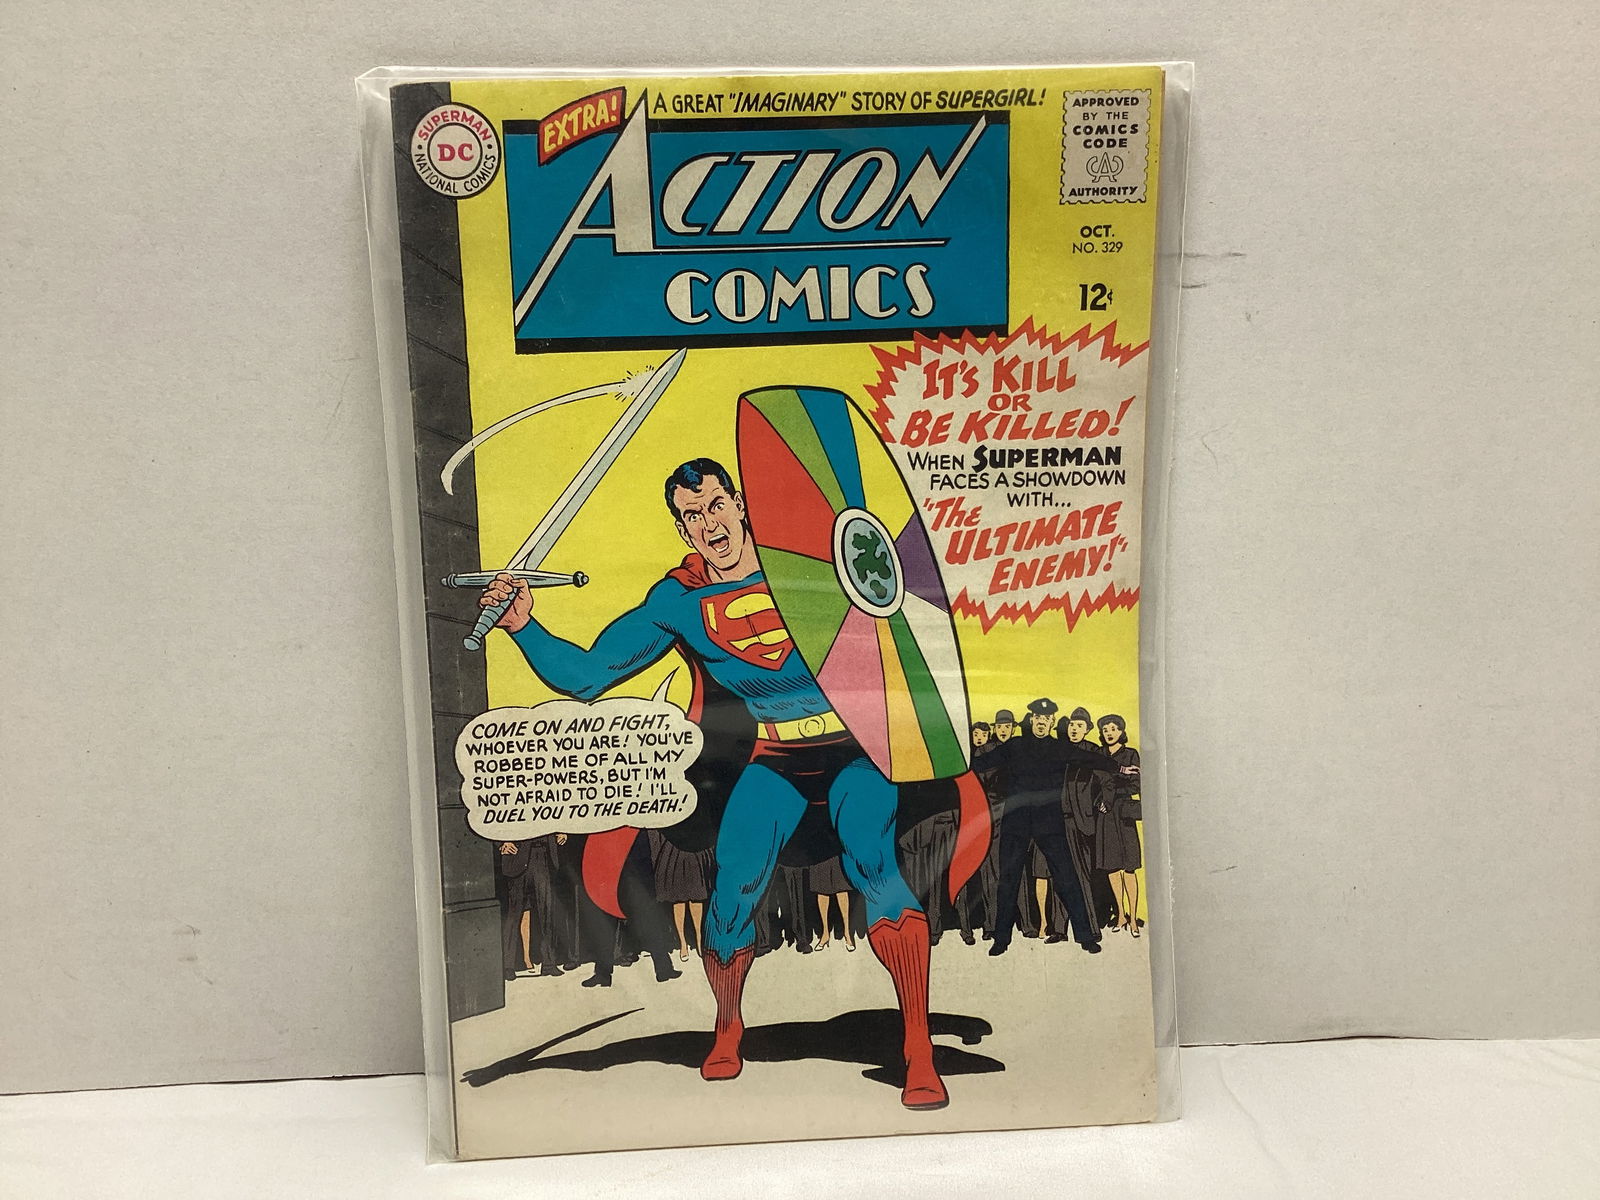 EXTRA!
A GREAT "IMAGINARY" STORY OF SUPERGIRL!
SUPERMAN
DC
NATIONAL COMICS
ACTION
COMICS
APPROVED
BY THE
COMICS
CODE
CA
AUTHORITY
OCT.
NO. 329
12¢
IT'S KILL
OR
BE KILLED!
WHEN SUPERMAN
FACES A SHOWDOWN
WITH...
"THE
ULTIMATE
ENEMY!"
S
COME ON AND FIGHT,
WHOEVER YOU ARE! YOU'VE
ROBBED ME OF ALL MY
SUPER-POWERS, BUT I'M
NOT AFRAID TO DIE! I'LL
DUEL YOU TO THE DEATH!